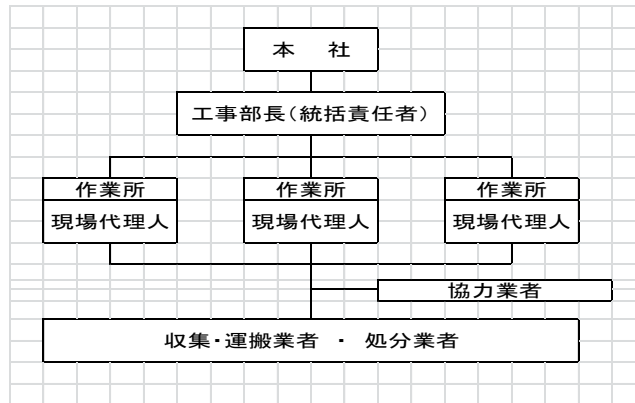 本 社
工事部長(統括責任者)
作業所 作業所 作業所
現場代理人 現場代理人 現場代理人
協力業者
収集・運搬業者 ・ 処分業者